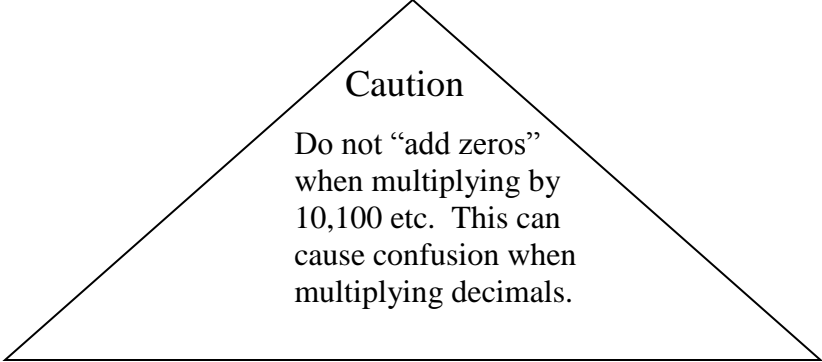 Caution
Do not “add zeros”
when multiplying by
10,100 etc.  This can
cause confusion when
multiplying decimals.